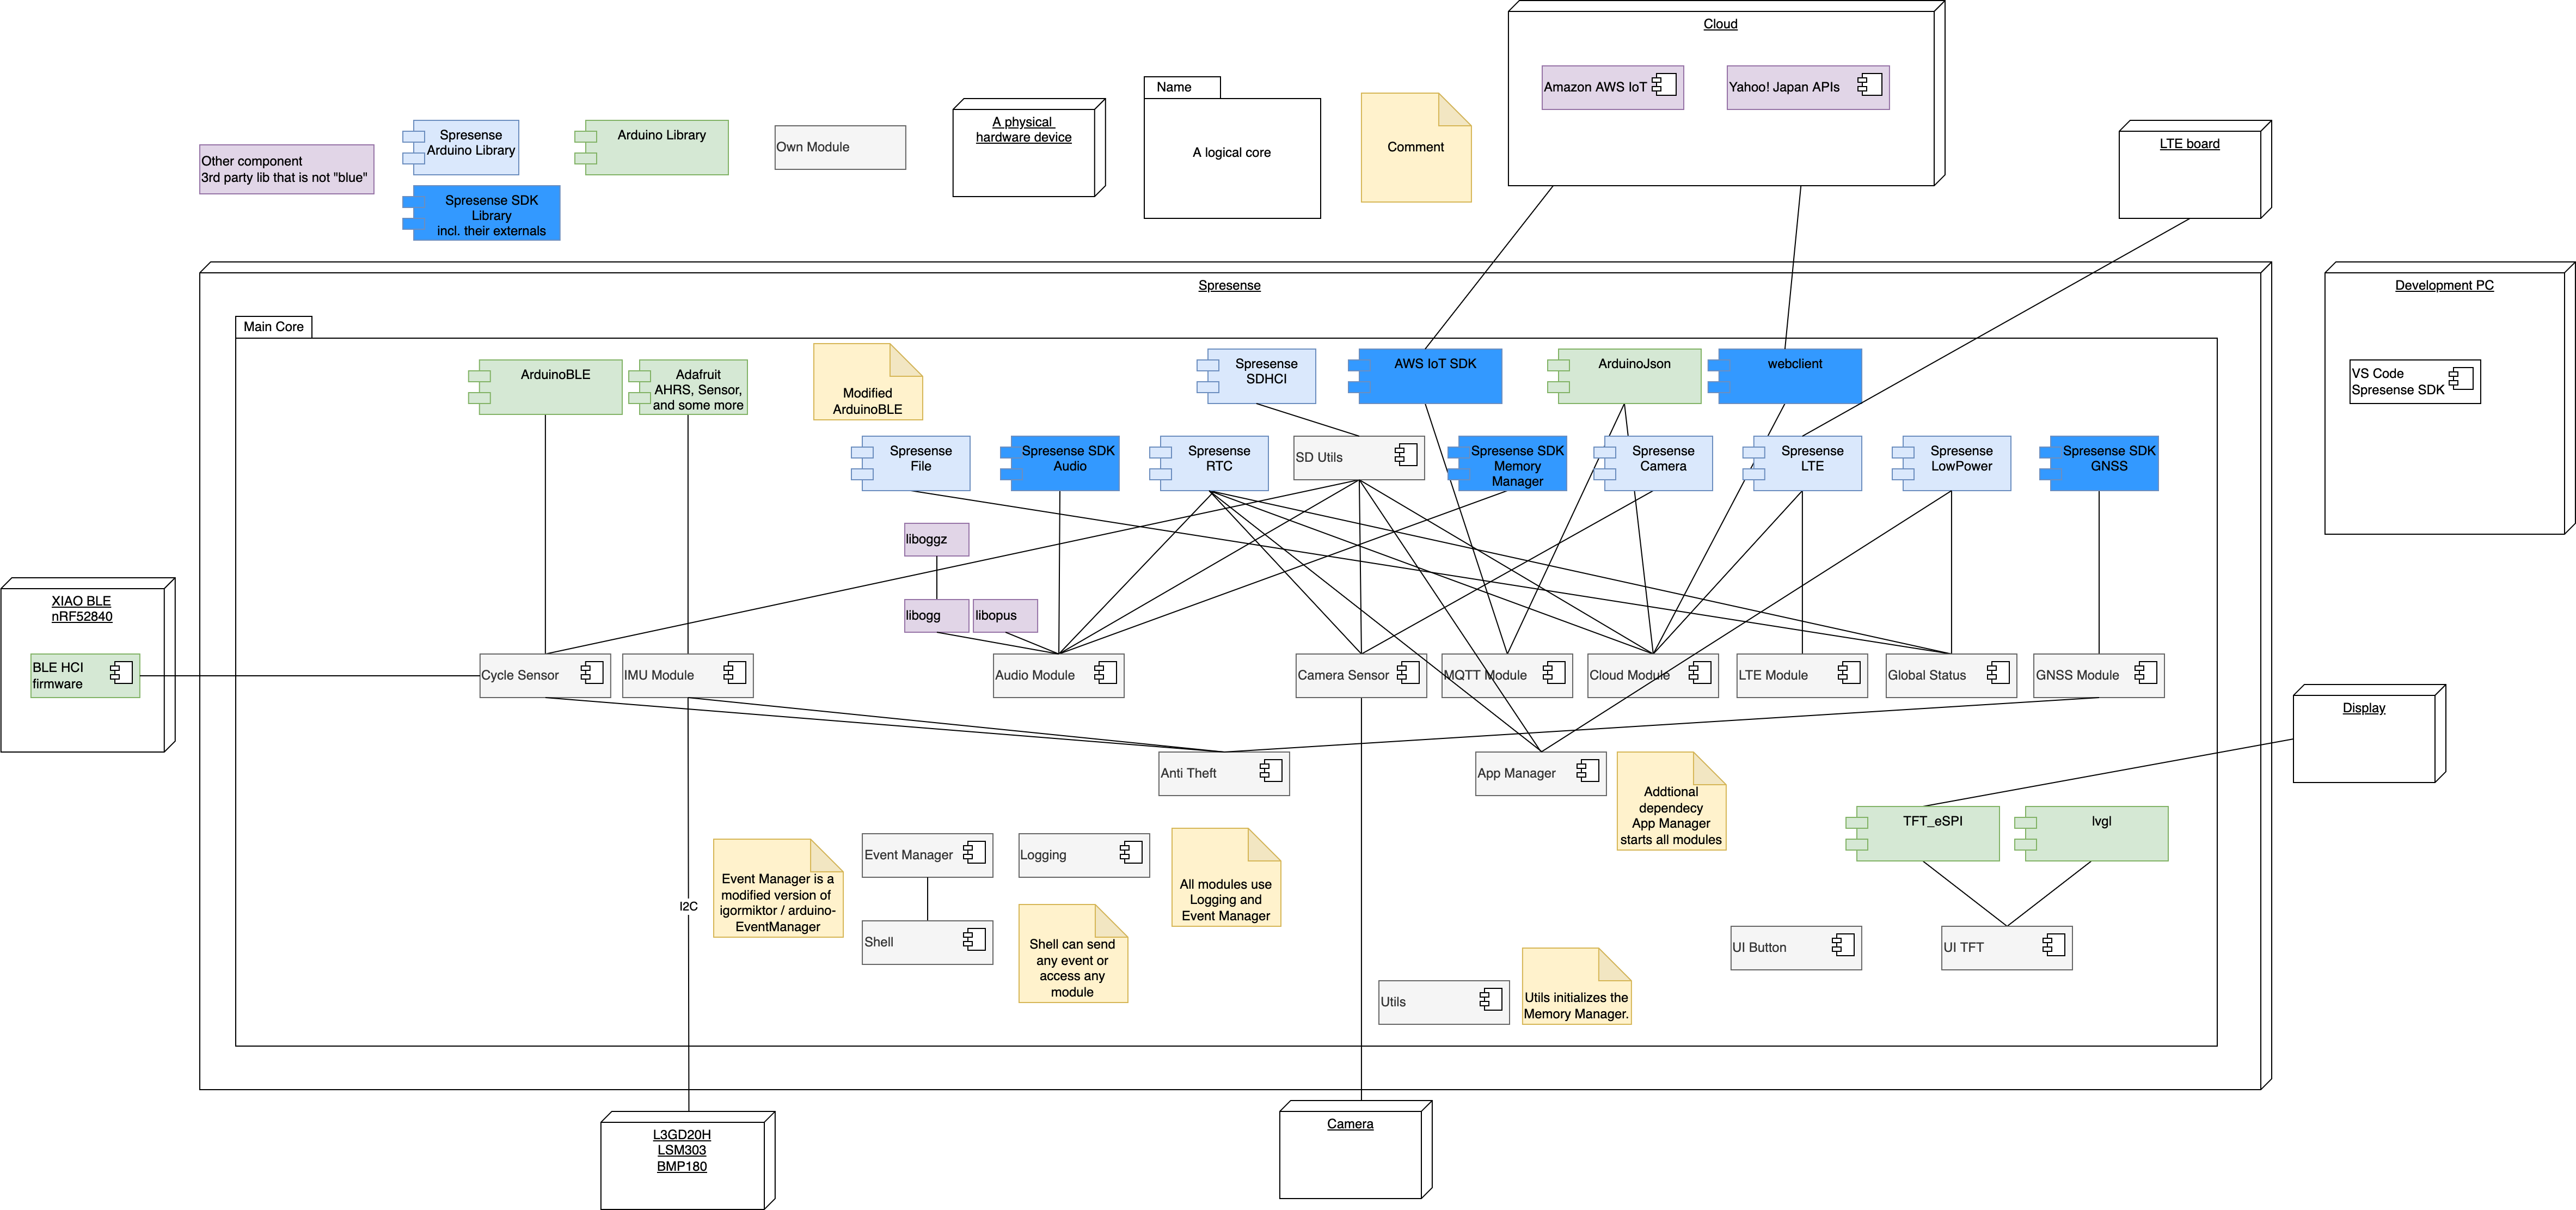 Cloud
Amazon AWS IoT
Yahoo! Japan APIs
Name
A logical core
Comment
A physical
hardware device
Own Module
Arduino Library
Spresense
Arduino Library
Other component
3rd party lib that is not "blue"
Spresense SDK
Library
incl. their externals
LTE board
Spresense
Development PC
VS Code
Spresense SDK
Main Core
ArduinoBLE
Adafruit
AHRS, Sensor,
and some more
Modified
ArduinoBLE
Spresense
SDHCI
AWS IoT SDK
ArduinoJson
webclient
Spresense
File
Spresense SDK
Audio
Spresense
RTC
SD Utils
Spresense SDK
Memory
Manager
Spresense
Camera
Spresense
LTE
Spresense
LowPower
Spresense SDK
GNSS
liboggz
libogg
libopus
XIAO BLE
nRF52840
BLE HCI
firmware
Cycle Sensor
IMU Module
Audio Module
Camera Sensor
MQTT Module
Cloud Module
LTE Module
Global Status
GNSS Module
Display
Anti Theft
App Manager
Addtional
dependecy
App Manager
starts all modules
TFT_eSPI
lvgl
Event Manager is a
modified version of
igormiktor / arduino-
EventManager
Event Manager
Logging
All modules use
Logging and
Event Manager
I2C
Shell
Shell can send
any event or
access any
module
UI Button
UI TFT
Utils
Utils initializes the
Memory Manager.
L3GD20H
LSM303
BMP180
Camera